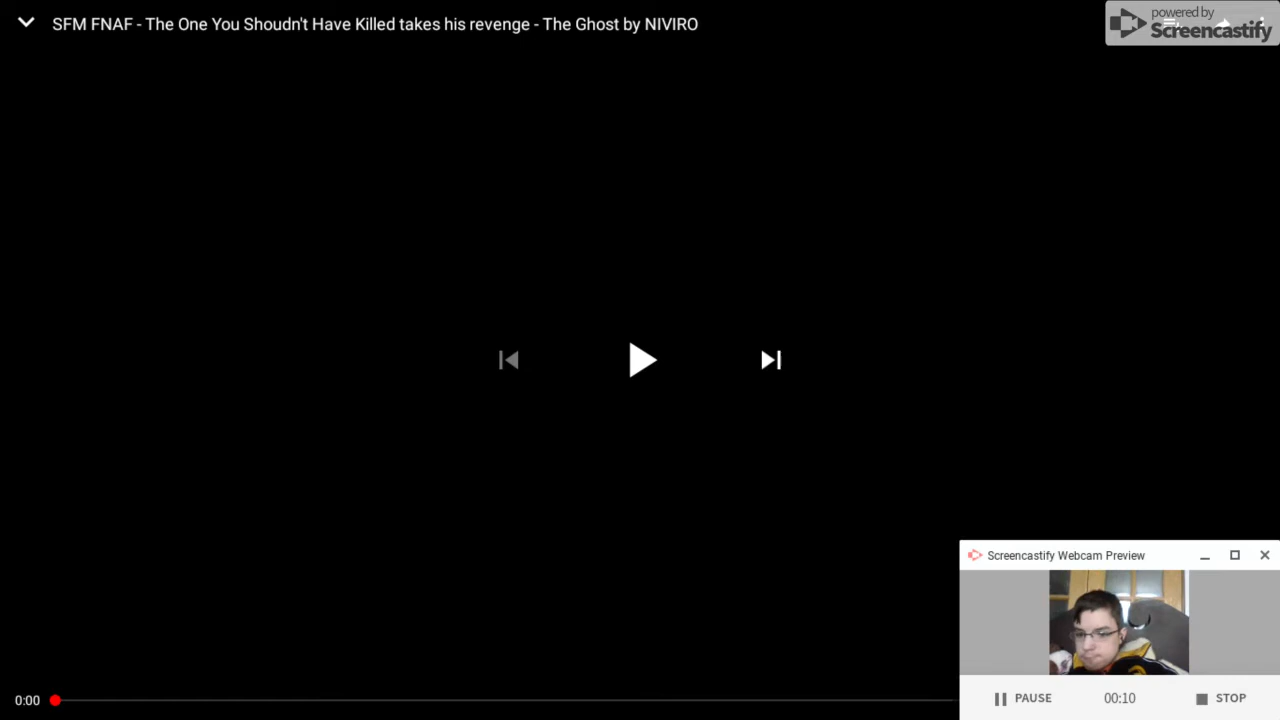 SFM FNAF - The One You Shoudn't Have Killed takes his revenge - The Ghost by NIVIRO
powered by
Screencastify
Screencastify Webcam Preview
0:00
PAUSE 00:10 STOP